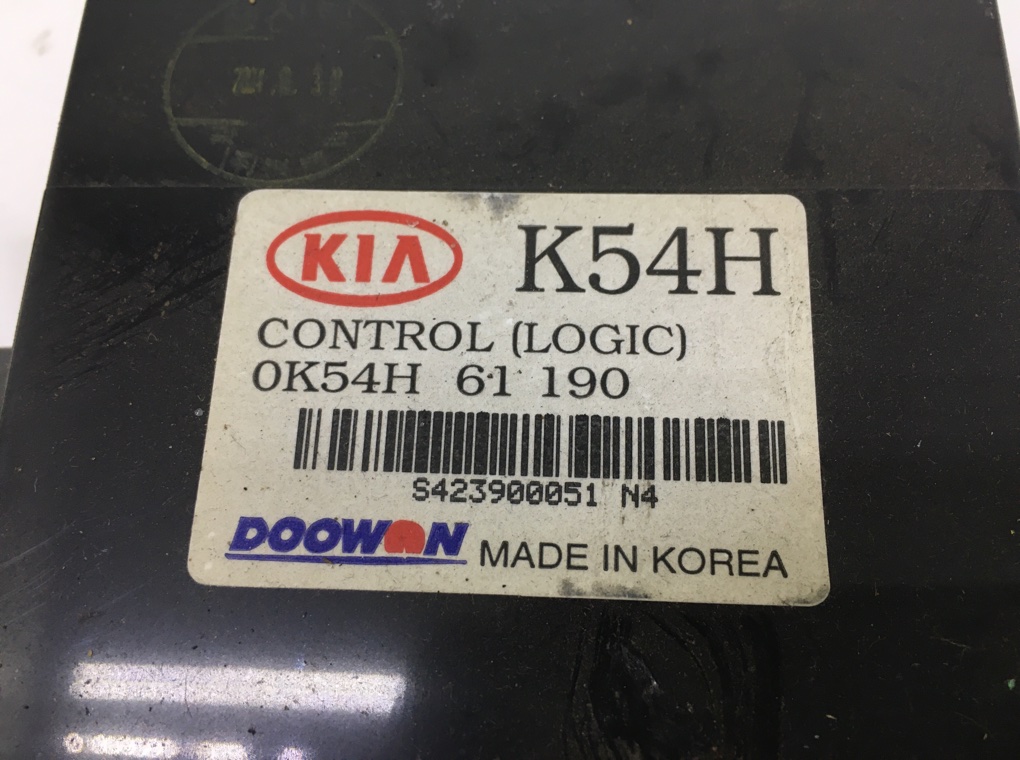 KIA K54H
CONTROL (LOGIC)
0K54H 61 190
S423900051 N4
DOOWON MADE IN KOREA